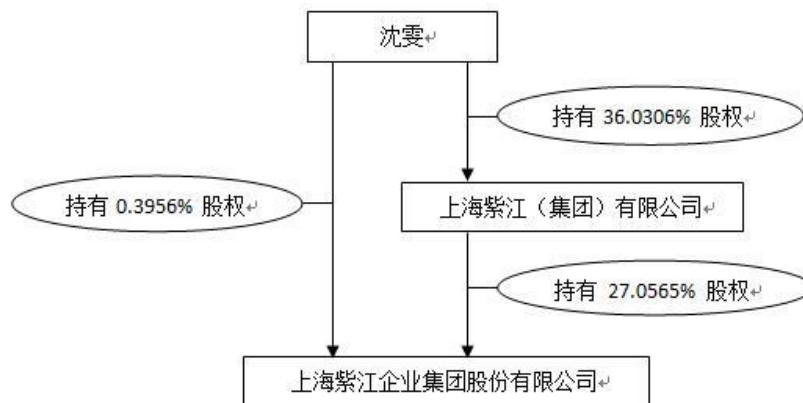 沈雯↵
持有 36.0306% 股权↵
持有 0.3956% 股权↵
上海紫江（集团）有限公司↵
持有 27.0565% 股权↵
上海紫江企业集团股份有限公司↵